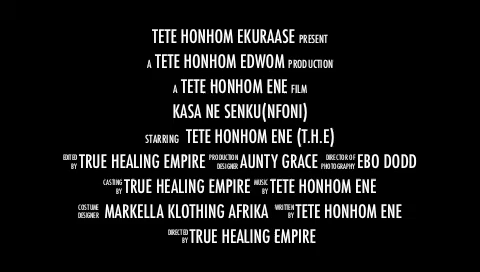 TETE HONHOM EKURAASE PRESENT
A TETE HONHOM EDWOM PRODUCTION
A TETE HONHOM ENE FILM
KASA NE SENKU(NFONI)
STARRING TETE HONHOM ENE (T.H.E)
EDITED BY TRUE HEALING EMPIRE PRODUCTION DESIGNER AUNTY GRACE DIRECTOR OF PHOTOGRAPHY EBO DODD
CASTING BY TRUE HEALING EMPIRE MUSIC BY TETE HONHOM ENE
COSTUME DESIGNER MARKELLA KLOTHING AFRIKA WRITTEN BY TETE HONHOM ENE
DIRECTED BY TRUE HEALING EMPIRE